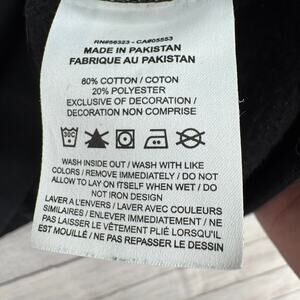 RN#56323 - CA#05553
MADE IN PAKISTAN
FABRIQUE AU PAKISTAN
80% COTTON / COTON
20% POLYESTER
EXCLUSIVE OF DECORATION /
DECORATION NON COMPRISE
WASH INSIDE OUT / WASH WITH LIKE
COLORS / REMOVE IMMEDIATELY / DO NOT
ALLOW TO LAY ON ITSELF WHEN WET / DO
NOT IRON DESIGN
LAVER A L'ENVERS / LAVER AVEC COULEURS
SIMILAIRES / ENLEVER IMMEDIATEMENT / NE
PAS LAISSER LE VÊTEMENT PLIÉ LORSQU'IL
EST MOUILLÉ / NE PAS REPASSER LE DESSIN